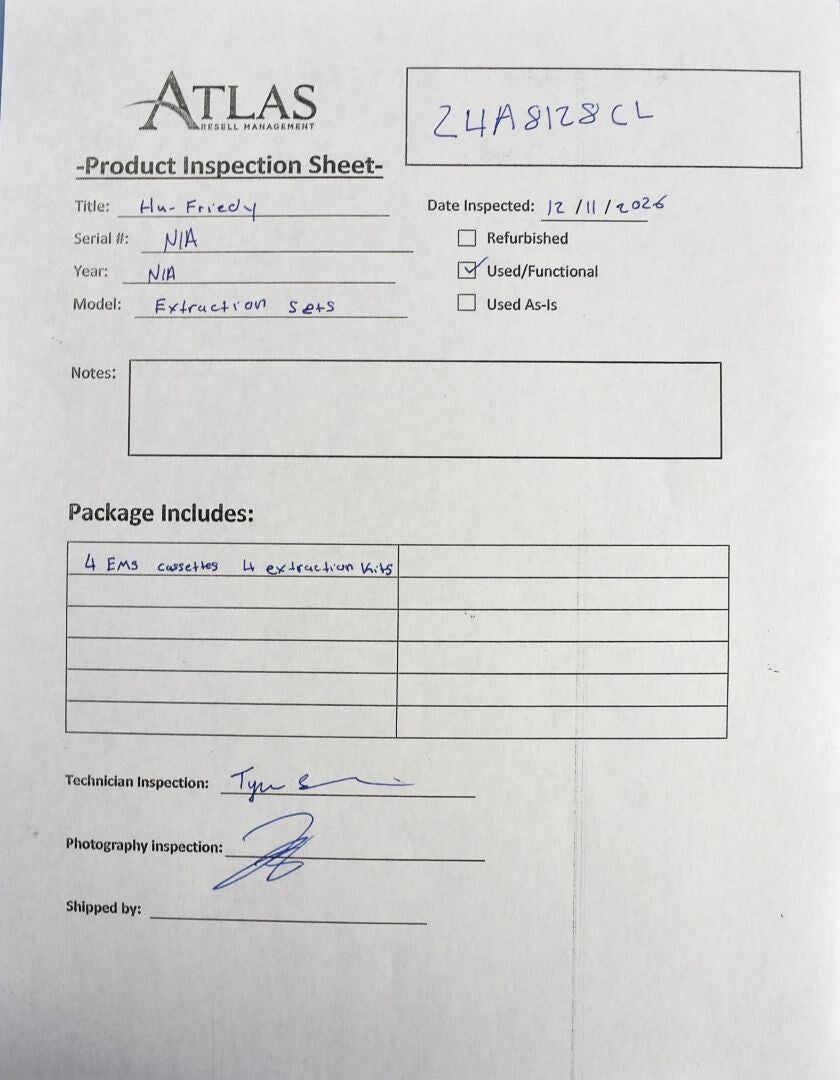 ATLAS
RESELL MANAGEMENT
24A8128CL
-Product Inspection Sheet-
Title: Hu-Friedy
Date Inspected: 12/11/2026
Serial #: N/A
Refurbished
Year: N/A
Used/Functional
Model: Extraction sets
Used As-Is
Notes:
Package Includes:
4 EMS cassettes 4 extraction kits
Technician Inspection:
Photography inspection:
Shipped by: